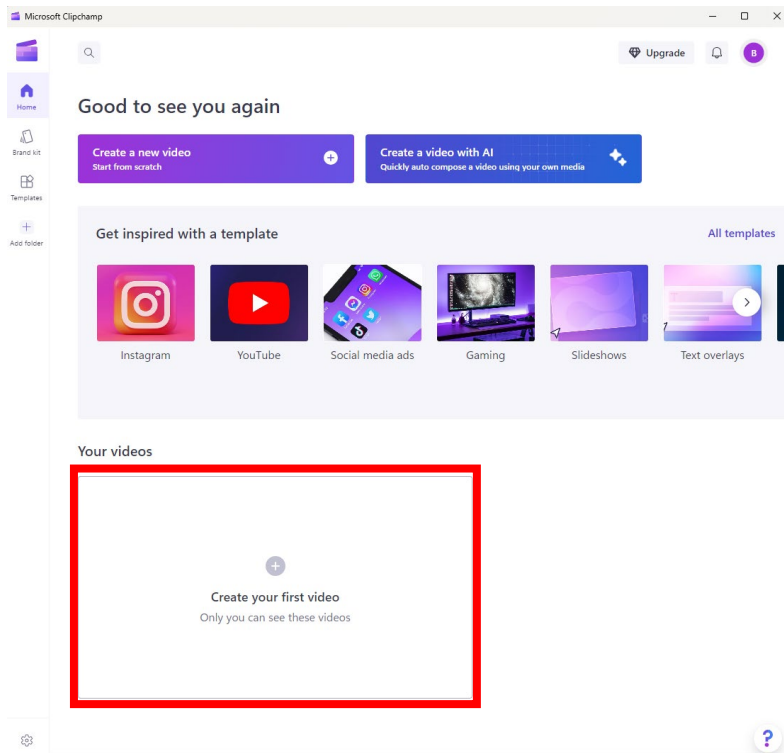 Microsoft Clipchamp
Upgrade
B
Home
Good to see you again
Brand kit
Create a new video
Start from scratch
Create a video with AI
Quickly auto compose a video using your own media
Templates
Add folder
Get inspired with a template
All templates
Instagram
YouTube
Social media ads
Gaming
Slideshows
Text overlays
Your videos
Create your first video
Only you can see these videos
?